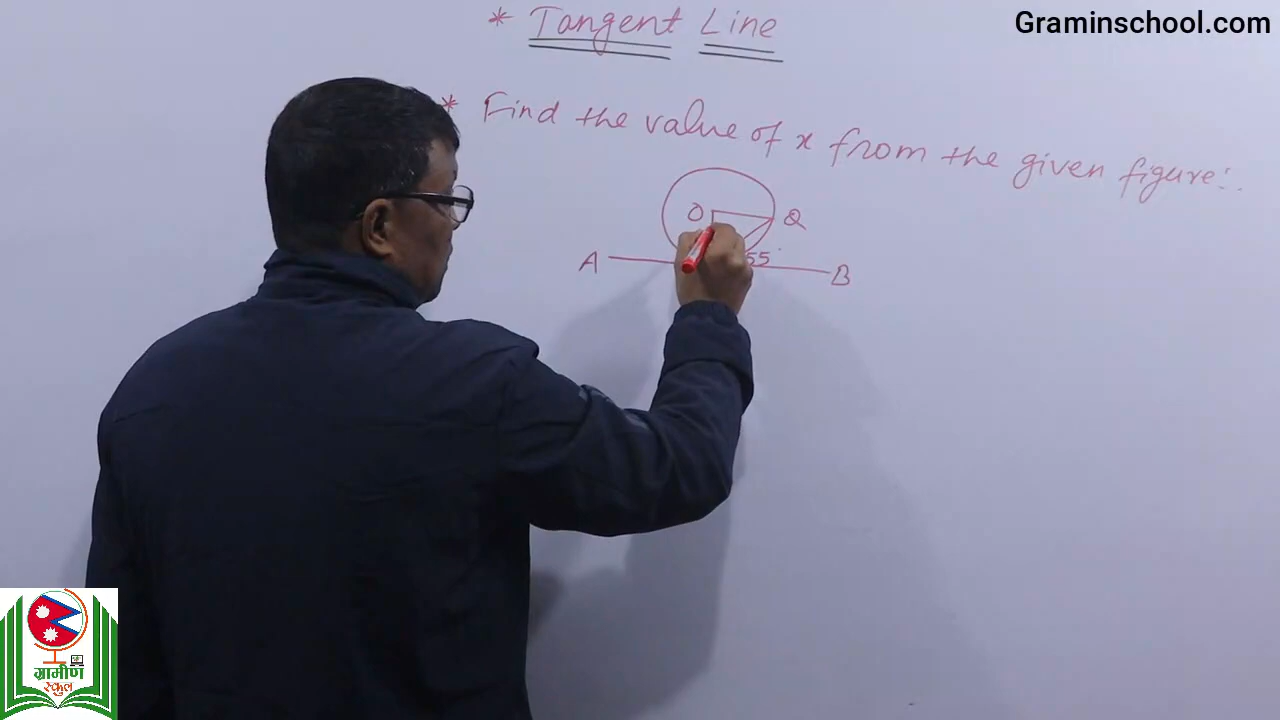 Graminschool.com
* Tangent Line
* Find the value of x from the given figure:.
O Q
55
A B
ग्रामीण
स्कुल